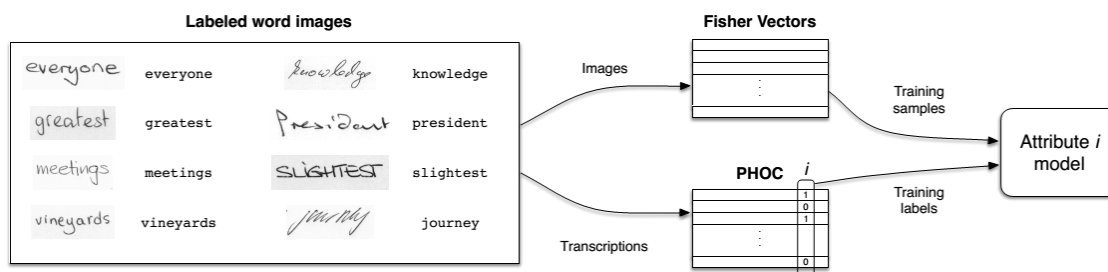 Labeled word images
everyone everyone
knowledge knowledge
greatest greatest
President president
meetings meetings
SLIGHTEST slightest
vineyards vineyards
journey journey
Images
Transcriptions
Fisher Vectors
PHOC i
1
0
1
0
Training
samples
Training
labels
Attribute i
model